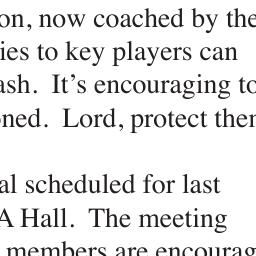 on, now coached by the
ies to key players can
ash.  It's encouraging to
oned.  Lord, protect them
al scheduled for last
A Hall.  The meeting
members are encourag